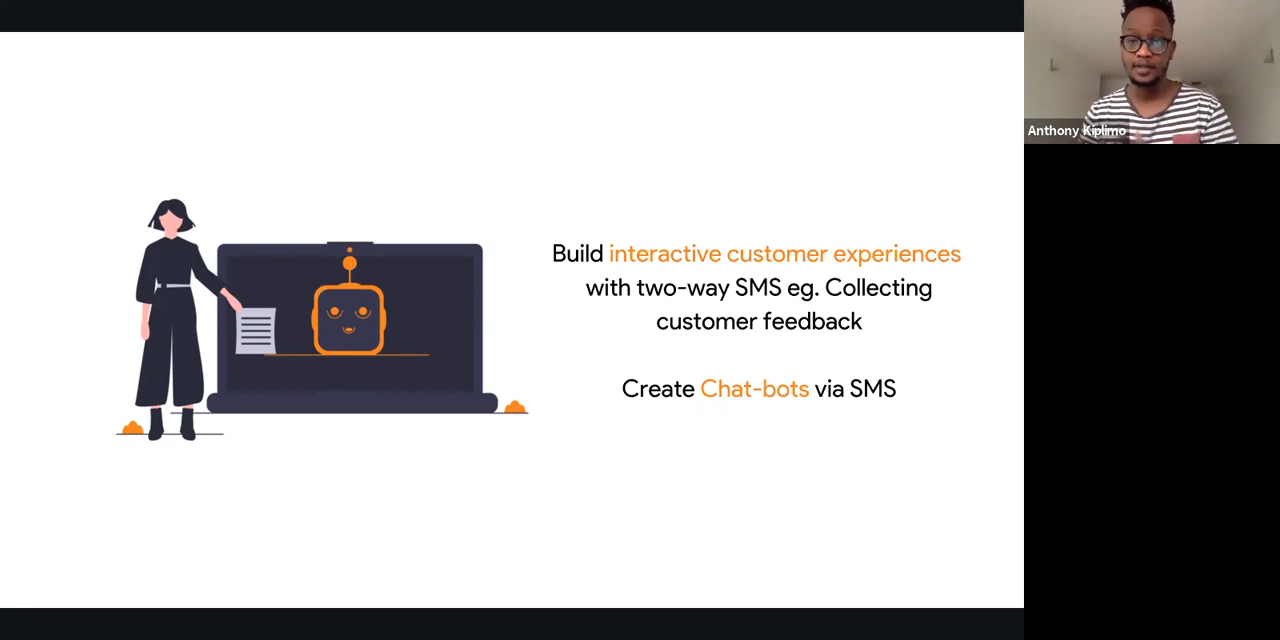 Build interactive customer experiences
with two-way SMS eg. Collecting
customer feedback
Create Chat-bots via SMS
Anthony Kiplimo